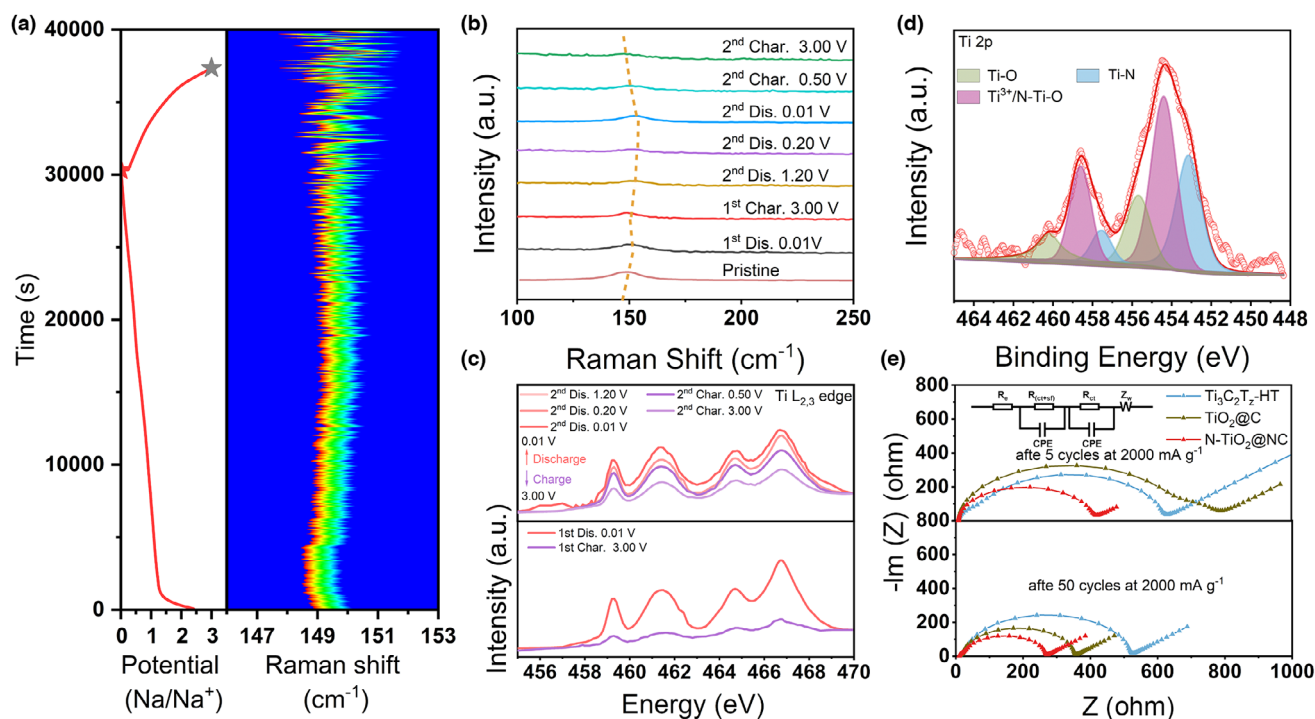 (a)
40000
30000
20000
10000
0
Time (s)
0 1 2 3
Potential
(Na/Na⁺)
147 149 151 153
Raman shift
(cm⁻¹)
(b)
2ⁿᵈ Char. 3.00 V
2ⁿᵈ Char. 0.50 V
2ⁿᵈ Dis. 0.01 V
2ⁿᵈ Dis. 0.20 V
2ⁿᵈ Dis. 1.20 V
1ˢᵗ Char. 3.00 V
1ˢᵗ Dis. 0.01V
Pristine
Intensity (a.u.)
100 150 200 250
Raman Shift (cm⁻¹)
(c)
2ⁿᵈ Dis. 1.20 V
2ⁿᵈ Dis. 0.20 V
2ⁿᵈ Dis. 0.01 V
2ⁿᵈ Char. 0.50 V
2ⁿᵈ Char. 3.00 V
Ti L₂,₃ edge
0.01 V
Discharge
Charge
3.00 V
1ˢᵗ Dis. 0.01 V
1ˢᵗ Char. 3.00 V
Intensity (a.u.)
456 458 460 462 464 466 468 470
Energy (eV)
(d)
Ti 2p
Ti-O
Ti-N
Ti³⁺/N-Ti-O
Intensity (a.u.)
464 462 460 458 456 454 452 450 448
Binding Energy (eV)
(e)
800
600
400
200
800
600
400
200
0
-Im (Z) (ohm)
Rₑ R₍ct+sf₎ Rct Zw
CPE CPE
Ti₃C₂T𝓏-HT
TiO₂@C
N-TiO₂@NC
afte 5 cycles at 2000 mA g⁻¹
afte 50 cycles at 2000 mA g⁻¹
0 200 400 600 800 1000
Z (ohm)